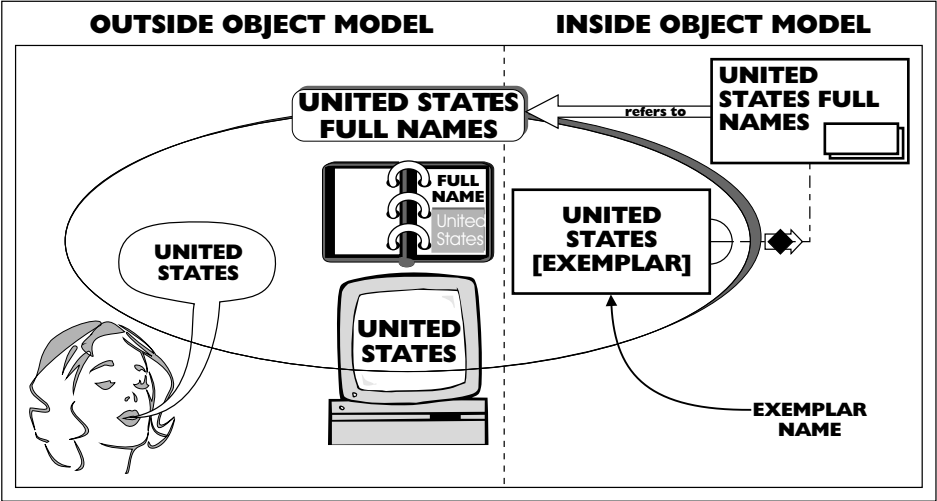 OUTSIDE OBJECT MODEL
INSIDE OBJECT MODEL
UNITED STATES
FULL NAMES
refers to
UNITED
STATES FULL
NAMES
FULL
NAME
United
States
UNITED
STATES
UNITED
STATES
[EXEMPLAR]
UNITED
STATES
EXEMPLAR
NAME